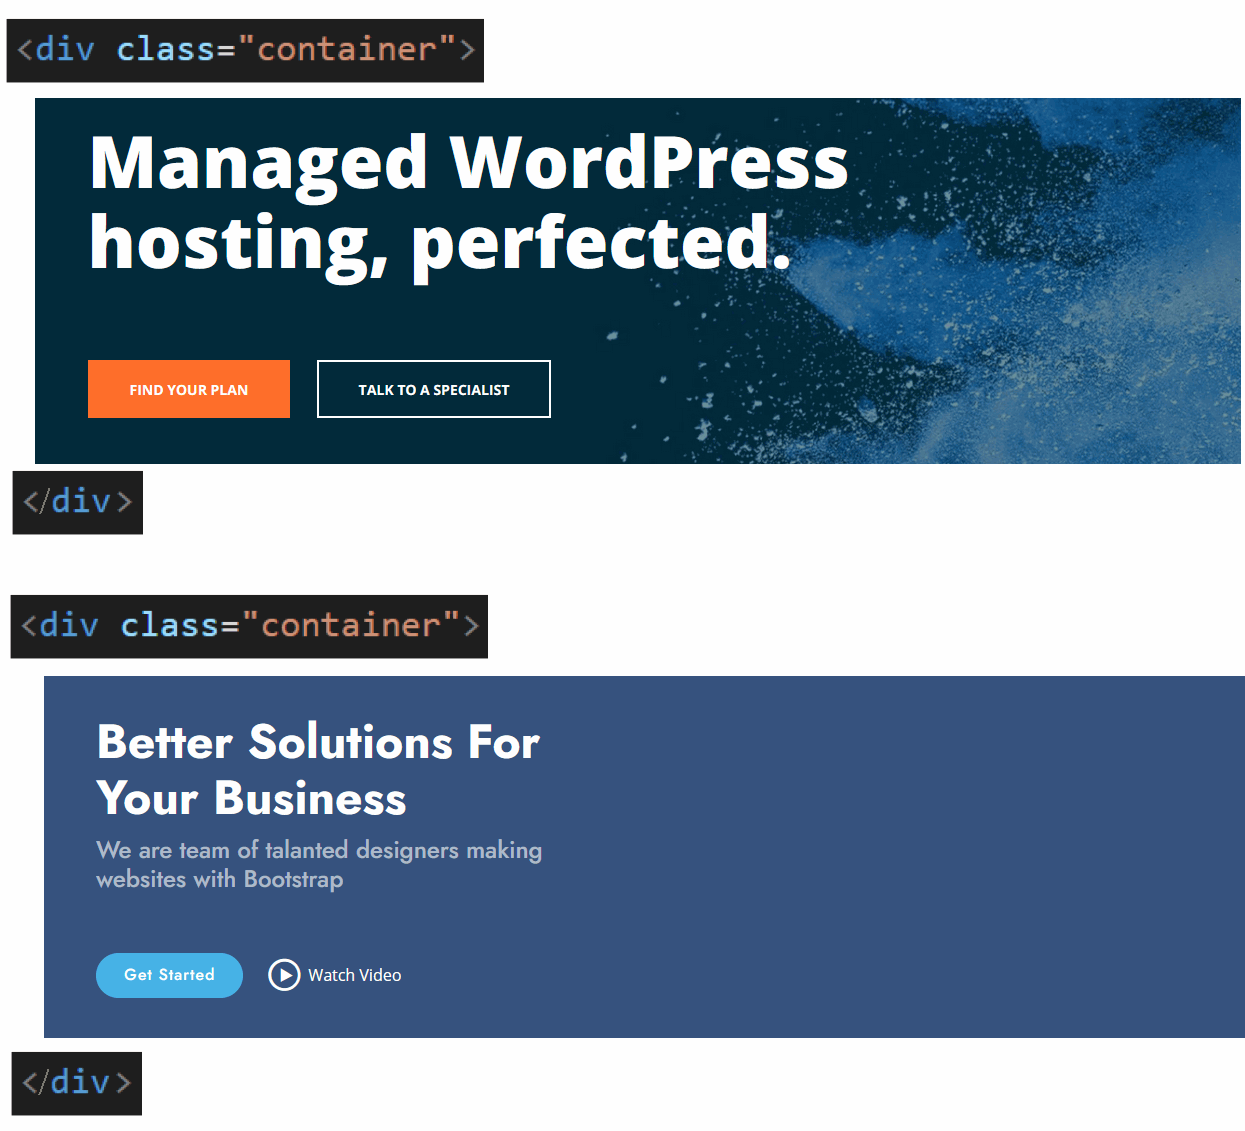 <div class="container">
Managed WordPress
hosting, perfected.
FIND YOUR PLAN
TALK TO A SPECIALIST
</div>
<div class="container">
Better Solutions For
Your Business
We are team of talanted designers making
websites with Bootstrap
Get Started
Watch Video
</div>